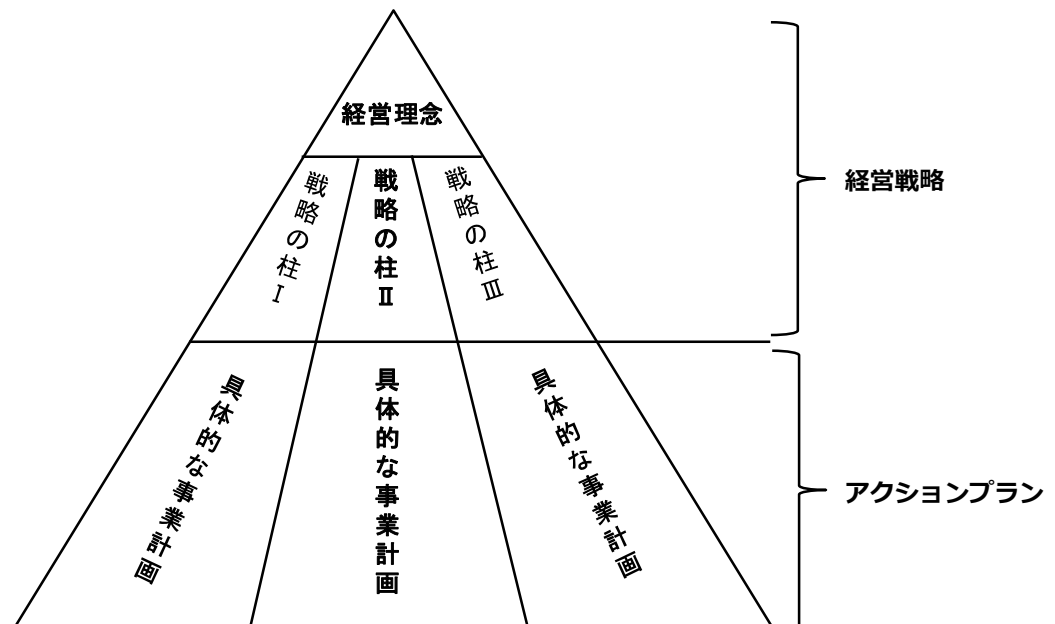 経営理念
戦略の柱Ⅰ
戦略の柱Ⅱ
戦略の柱Ⅲ
経営戦略
具体的な事業計画
具体的な事業計画
具体的な事業計画
アクションプラン